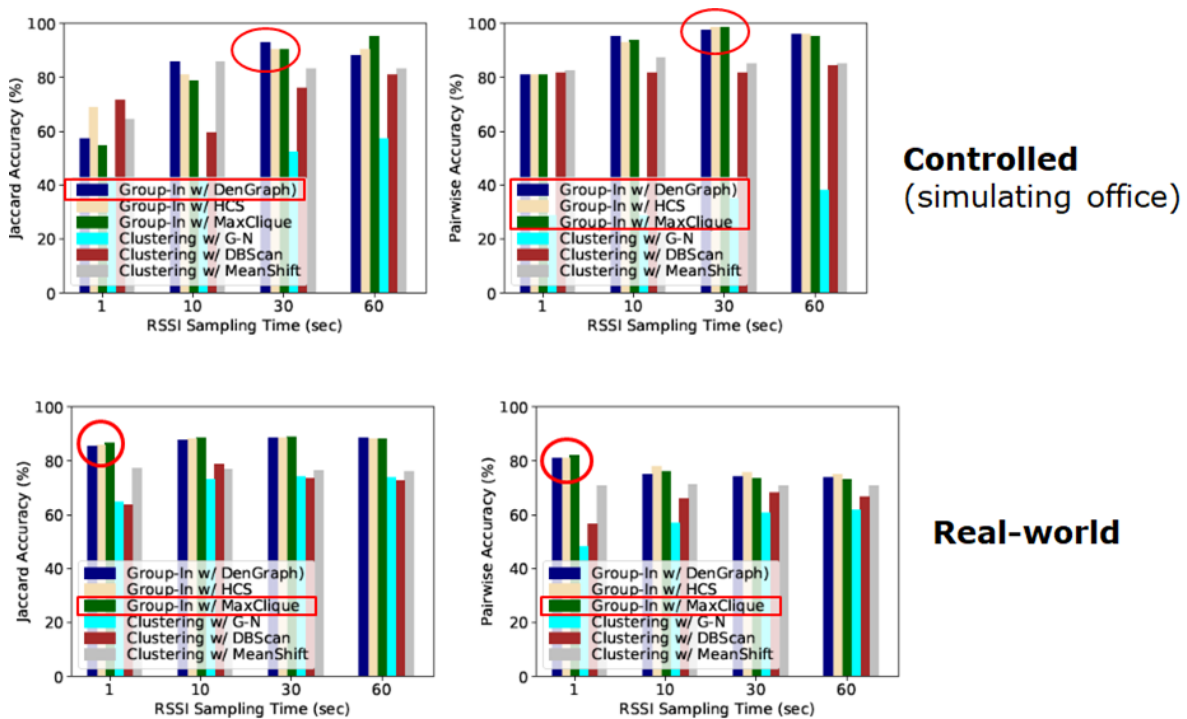 100
80
60
40
20
0
Jaccard Accuracy (%)
Group-In w/ DenGraph)
Group-In w/ HCS
Group-In w/ MaxClique
Clustering w/ G-N
Clustering w/ DBScan
Clustering w/ MeanShift
1 10 30 60
RSSI Sampling Time (sec)
100
80
60
40
20
0
Pairwise Accuracy (%)
Group-In w/ DenGraph)
Group-In w/ HCS
Group-In w/ MaxClique
Clustering w/ G-N
Clustering w/ DBScan
Clustering w/ MeanShift
1 10 30 60
RSSI Sampling Time (sec)
Controlled
(simulating office)
100
80
60
40
20
0
Jaccard Accuracy (%)
Group-In w/ DenGraph)
Group-In w/ HCS
Group-In w/ MaxClique
Clustering w/ G-N
Clustering w/ DBScan
Clustering w/ MeanShift
1 10 30 60
RSSI Sampling Time (sec)
100
80
60
40
20
0
Pairwise Accuracy (%)
Group-In w/ DenGraph)
Group-In w/ HCS
Group-In w/ MaxClique
Clustering w/ G-N
Clustering w/ DBScan
Clustering w/ MeanShift
1 10 30 60
RSSI Sampling Time (sec)
Real-world